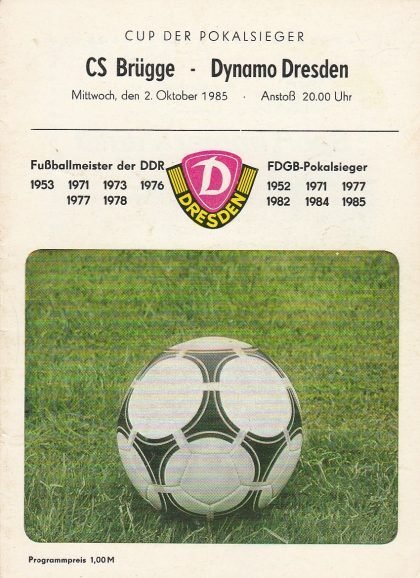 CUP DER POKALSIEGER
CS Brügge - Dynamo Dresden
Mittwoch, den 2. Oktober 1985 · Anstoß 20.00 Uhr
Fußballmeister der DDR
1953 1971 1973 1976
1977 1978
D
DRESDEN
FDGB-Pokalsieger
1952 1971 1977
1982 1984 1985
Programmpreis 1,00 M